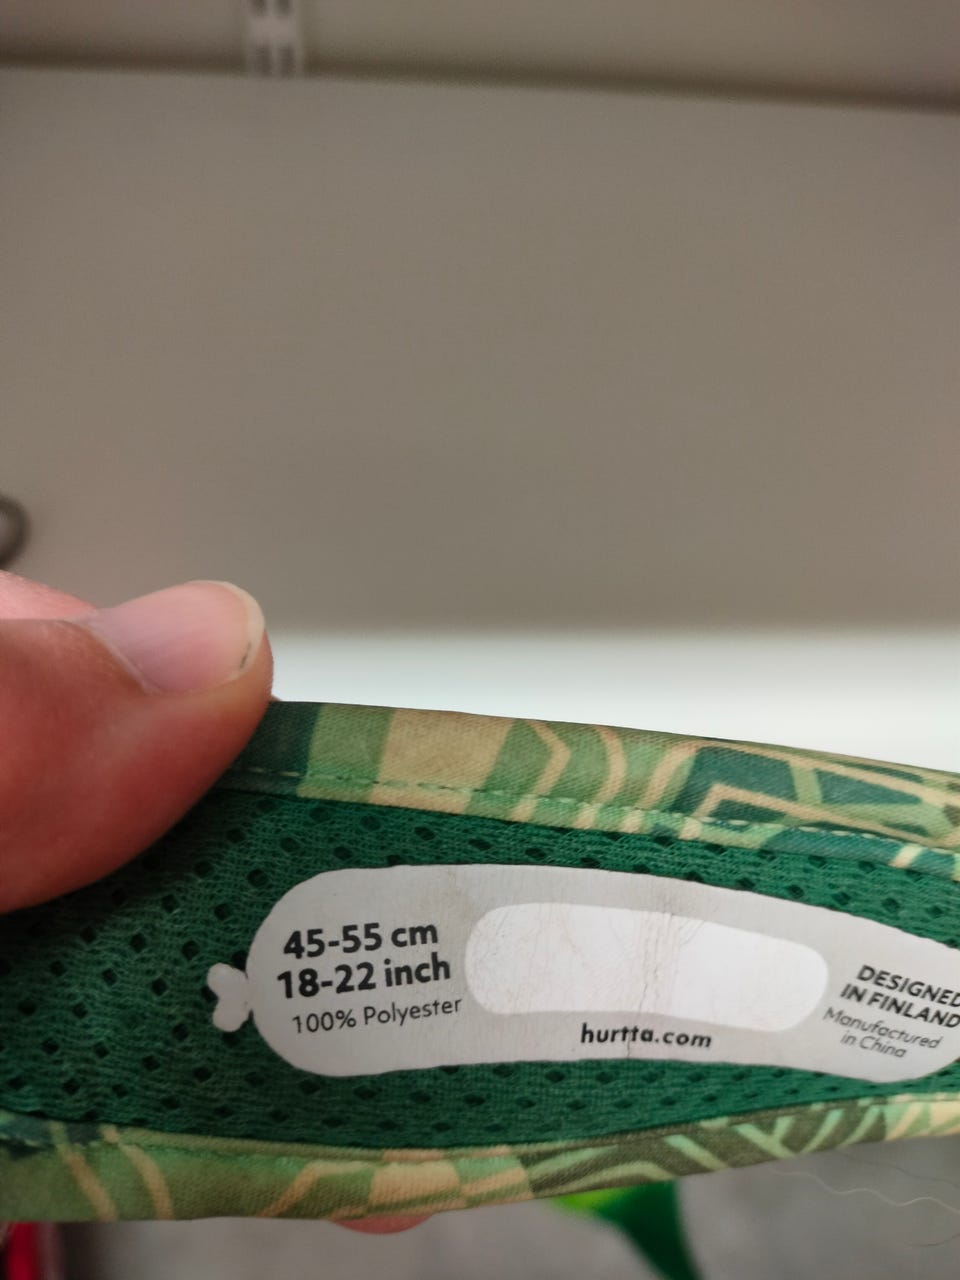 45-55 cm
18-22 inch
100% Polyester
hurtta.com
DESIGNED
IN FINLAND
Manufactured
in China